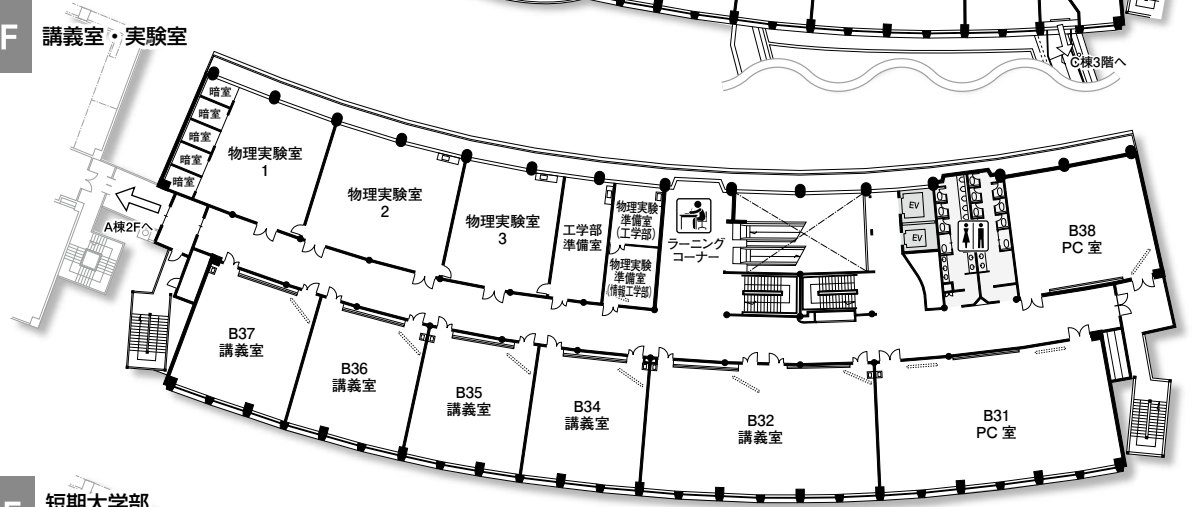 F
講義室・実験室
C棟3階へ
暗室
暗室
暗室
暗室
暗室
物理実験室
1
物理実験室
2
物理実験室
3
工学部
準備室
物理実験
準備室
(工学部)
物理実験
準備室
(情報工学部)
ラーニング
コーナー
EV
EV
B38
PC 室
A棟2Fへ
B37
講義室
B36
講義室
B35
講義室
B34
講義室
B32
講義室
B31
PC 室
短期大学部